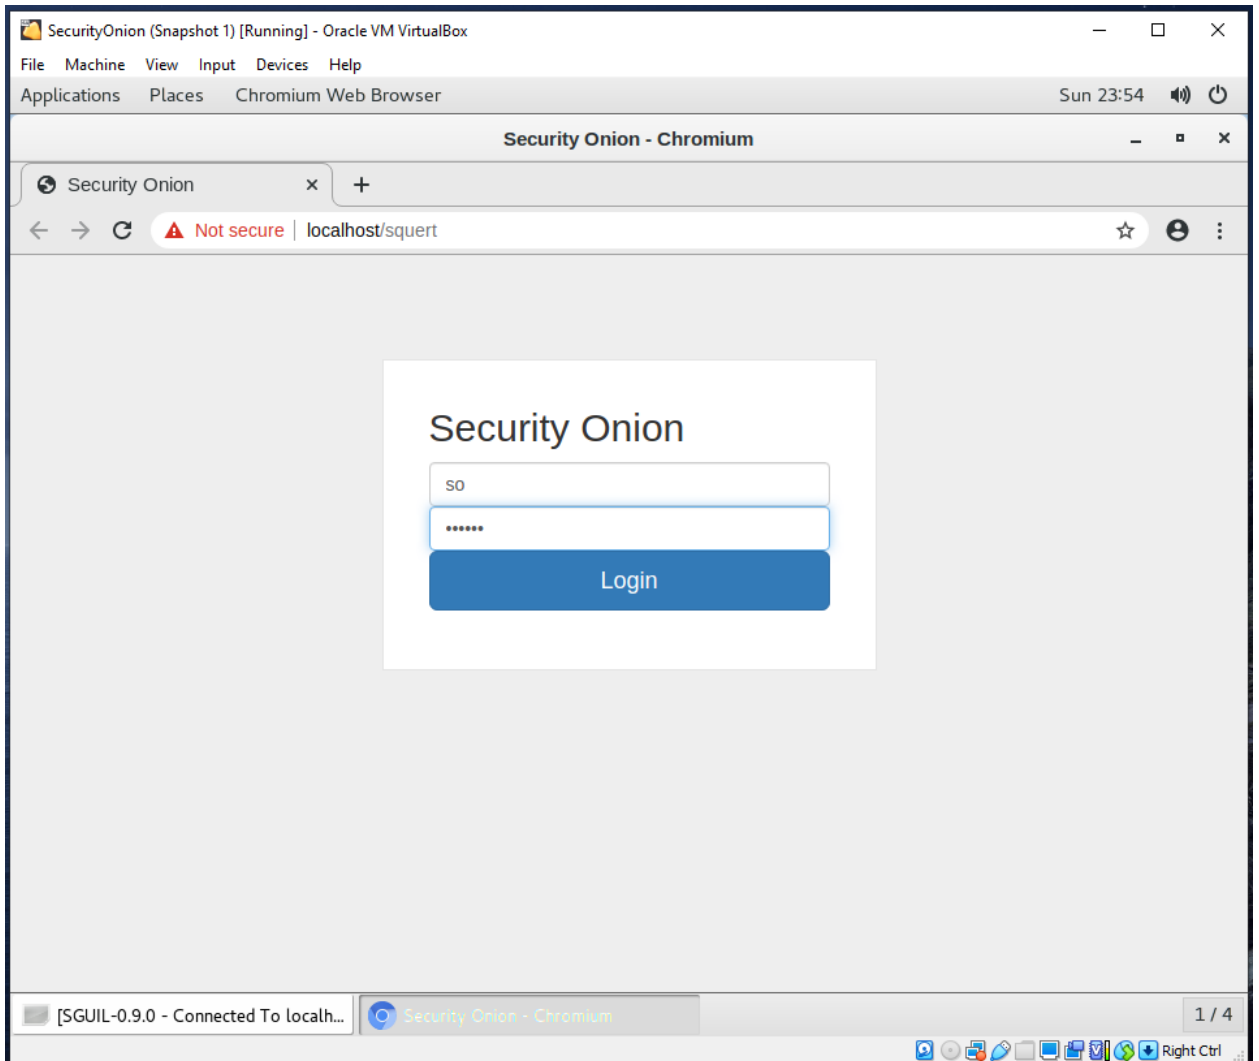 SecurityOnion (Snapshot 1) [Running] - Oracle VM VirtualBox
File Machine View Input Devices Help
Applications Places Chromium Web Browser Sun 23:54
Security Onion - Chromium
Security Onion
Not secure localhost/squert
Security Onion
so
••••••
Login
[SGUIL-0.9.0 - Connected To localh... Security Onion - Chromium 1 / 4
Right Ctrl